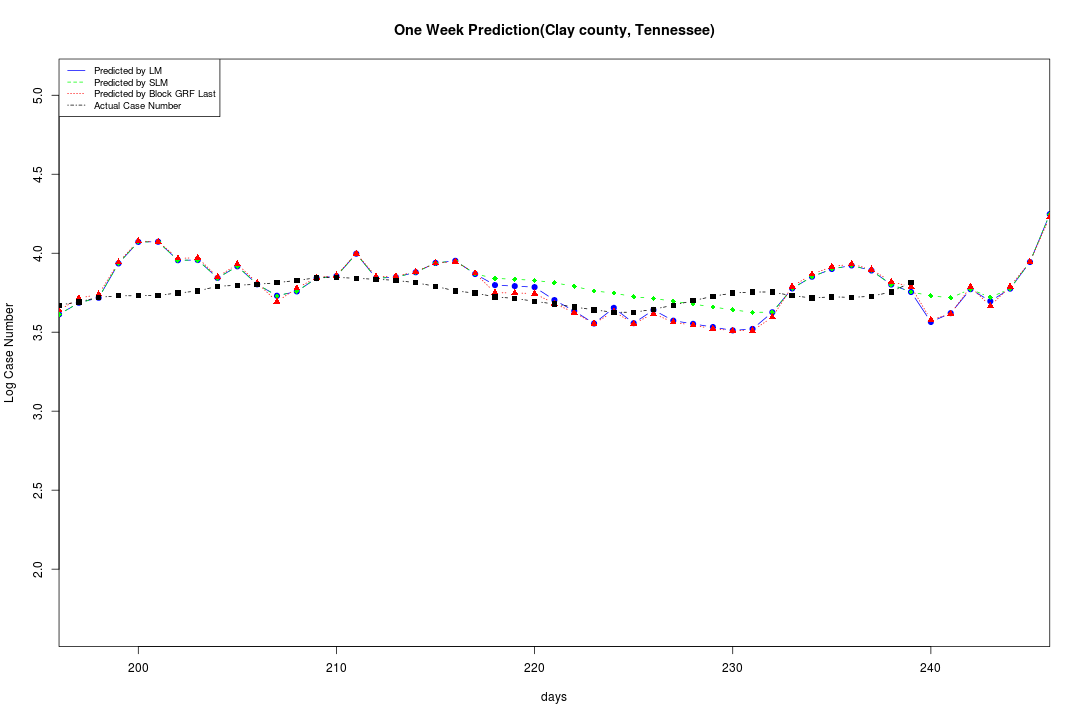 One Week Prediction(Clay county, Tennessee)
Predicted by LM
Predicted by SLM
Predicted by Block GRF Last
Actual Case Number
5.0
4.5
4.0
3.5
3.0
2.5
2.0
Log Case Number
200 210 220 230 240
days